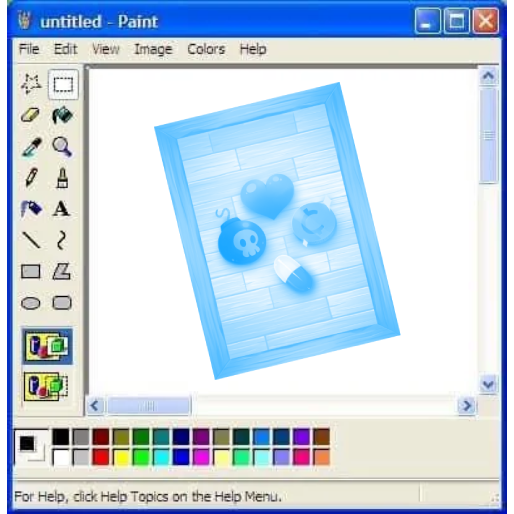 untitled - Paint
File Edit View Image Colors Help
A
For Help, click Help Topics on the Help Menu.